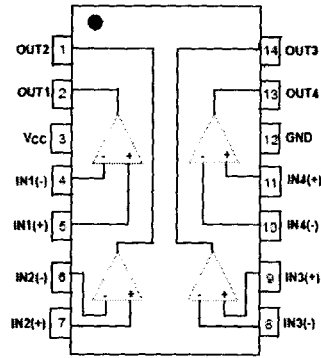 OUT2 1 14 OUT3
OUT1 2 13 OUT4
VCC 3 12 GND
IN1(-) 4 - + - + 11 IN4(+)
IN1(+) 5 10 IN4(-)
IN2(-) 6 9 IN3(+)
IN2(+) 7 - + - + 8 IN3(-)